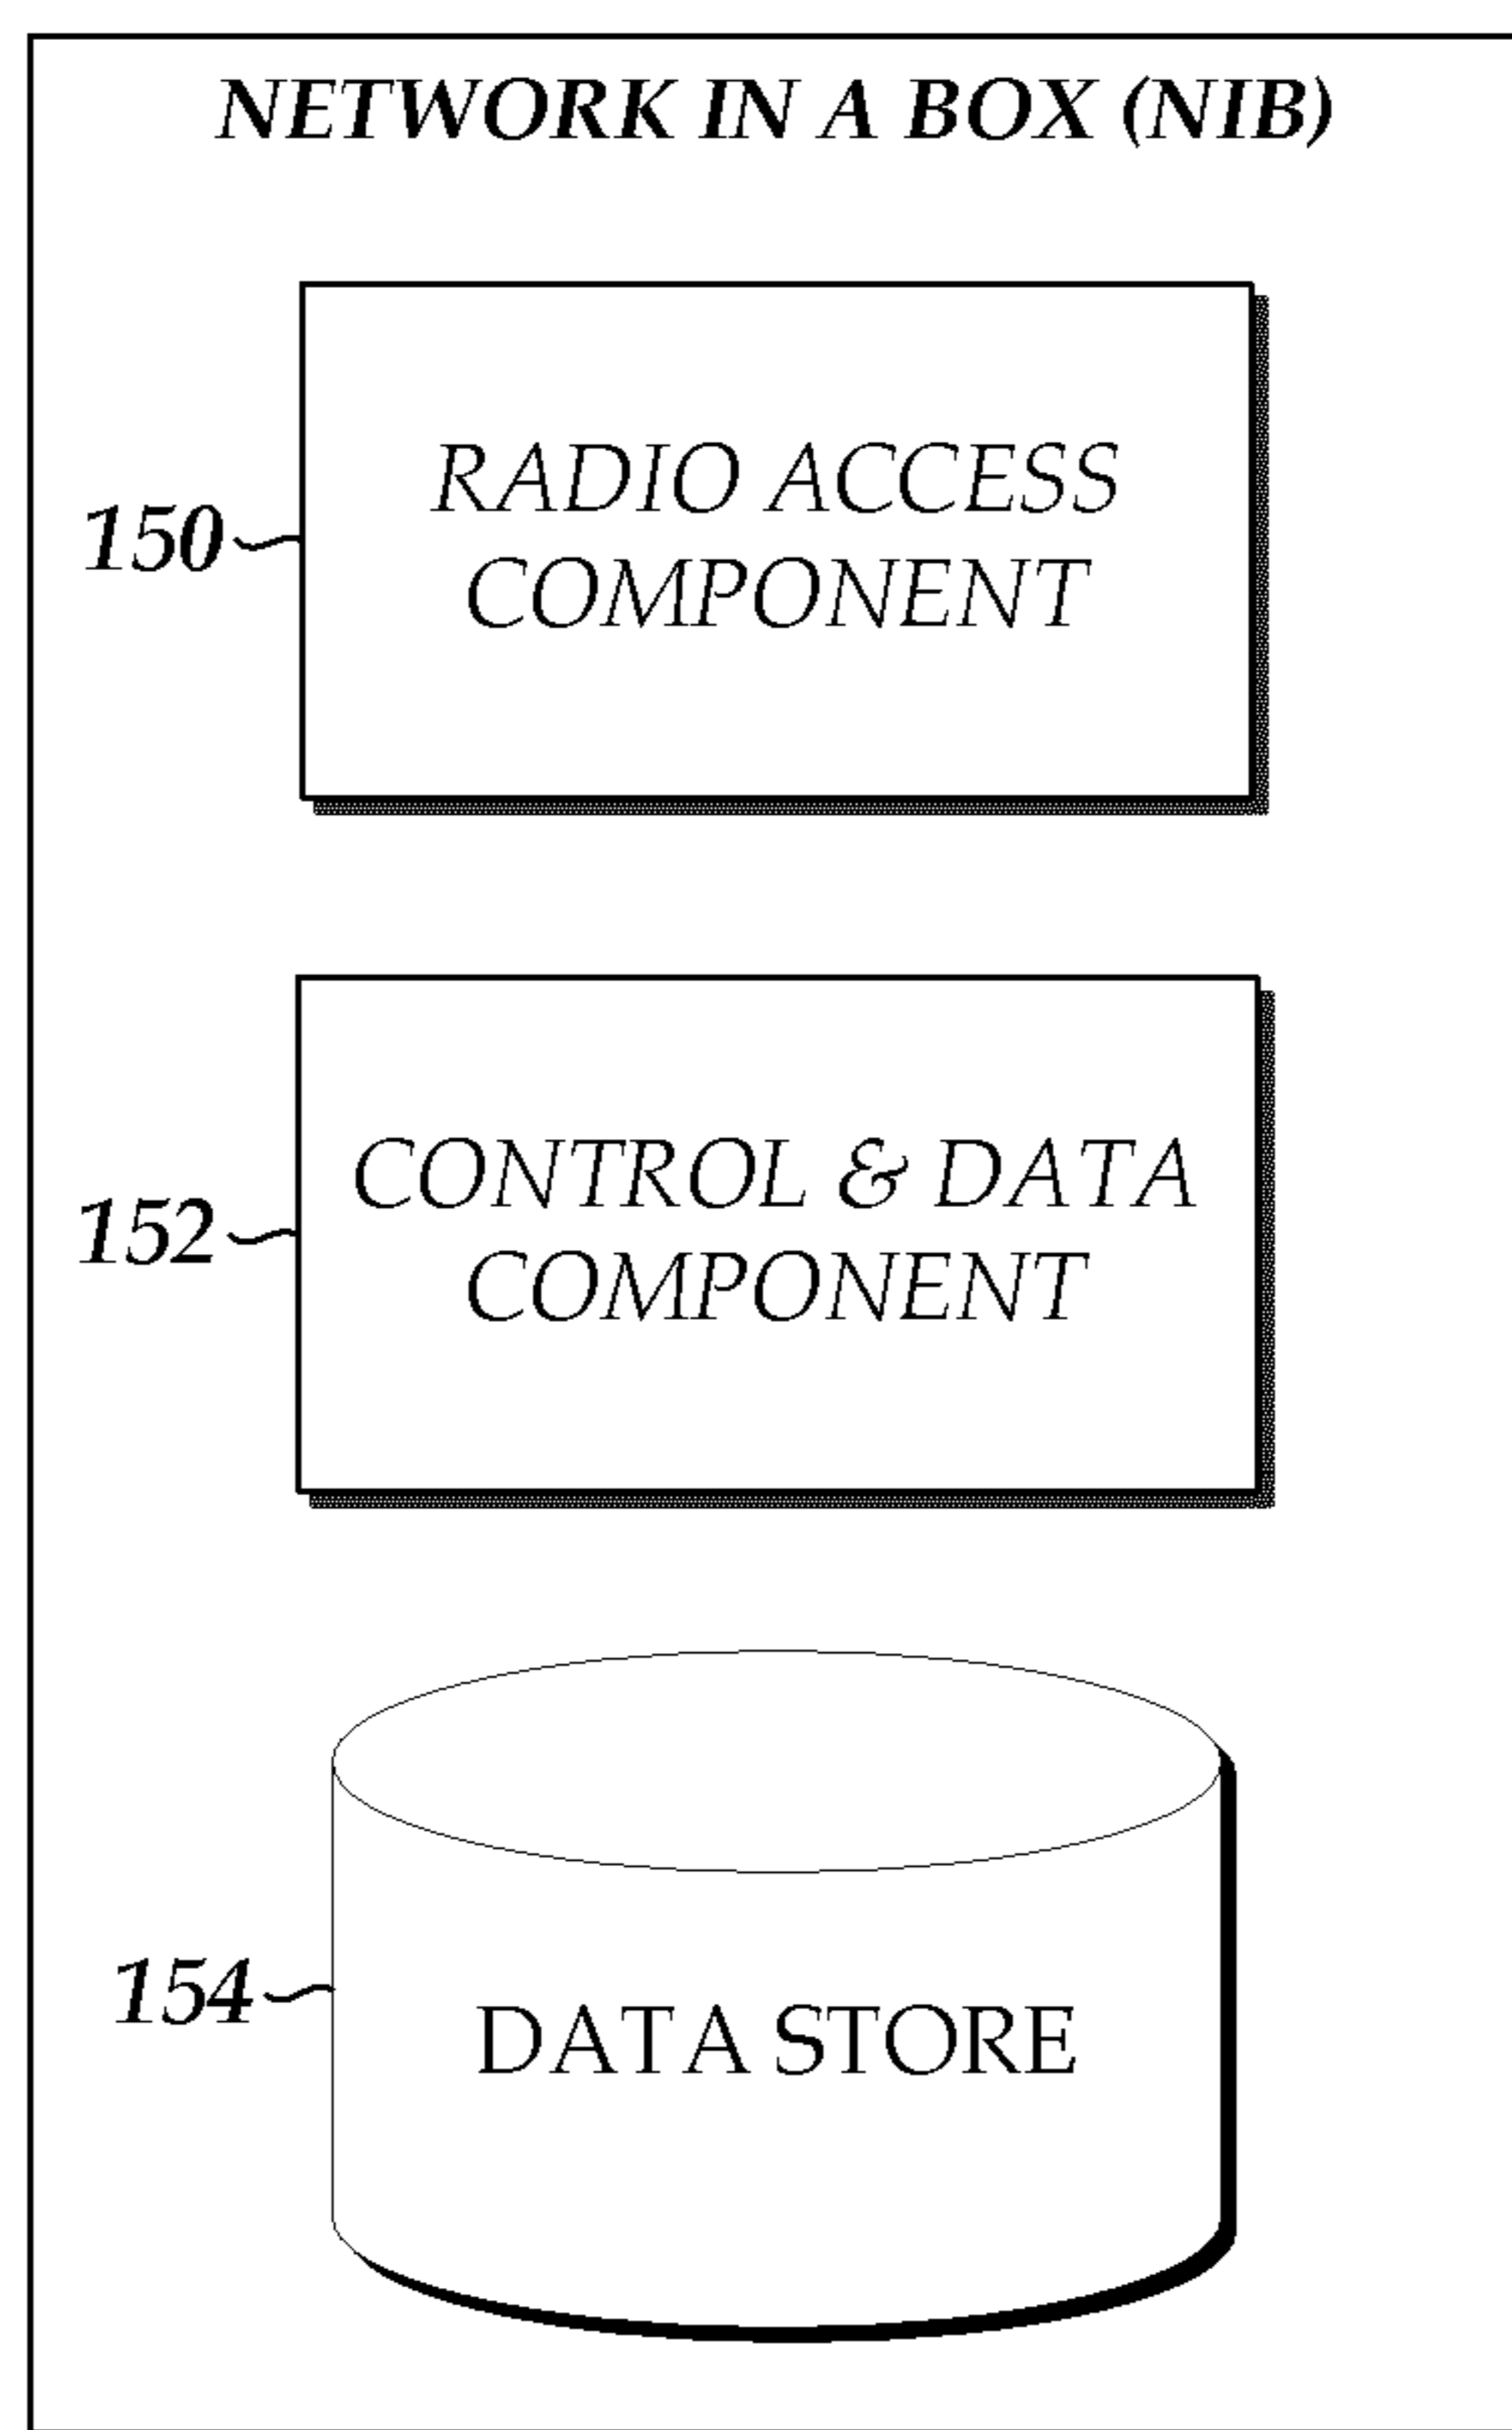 NETWORK IN A BOX (NIB)
150
RADIO ACCESS
COMPONENT
152
CONTROL & DATA
COMPONENT
154
DATA STORE